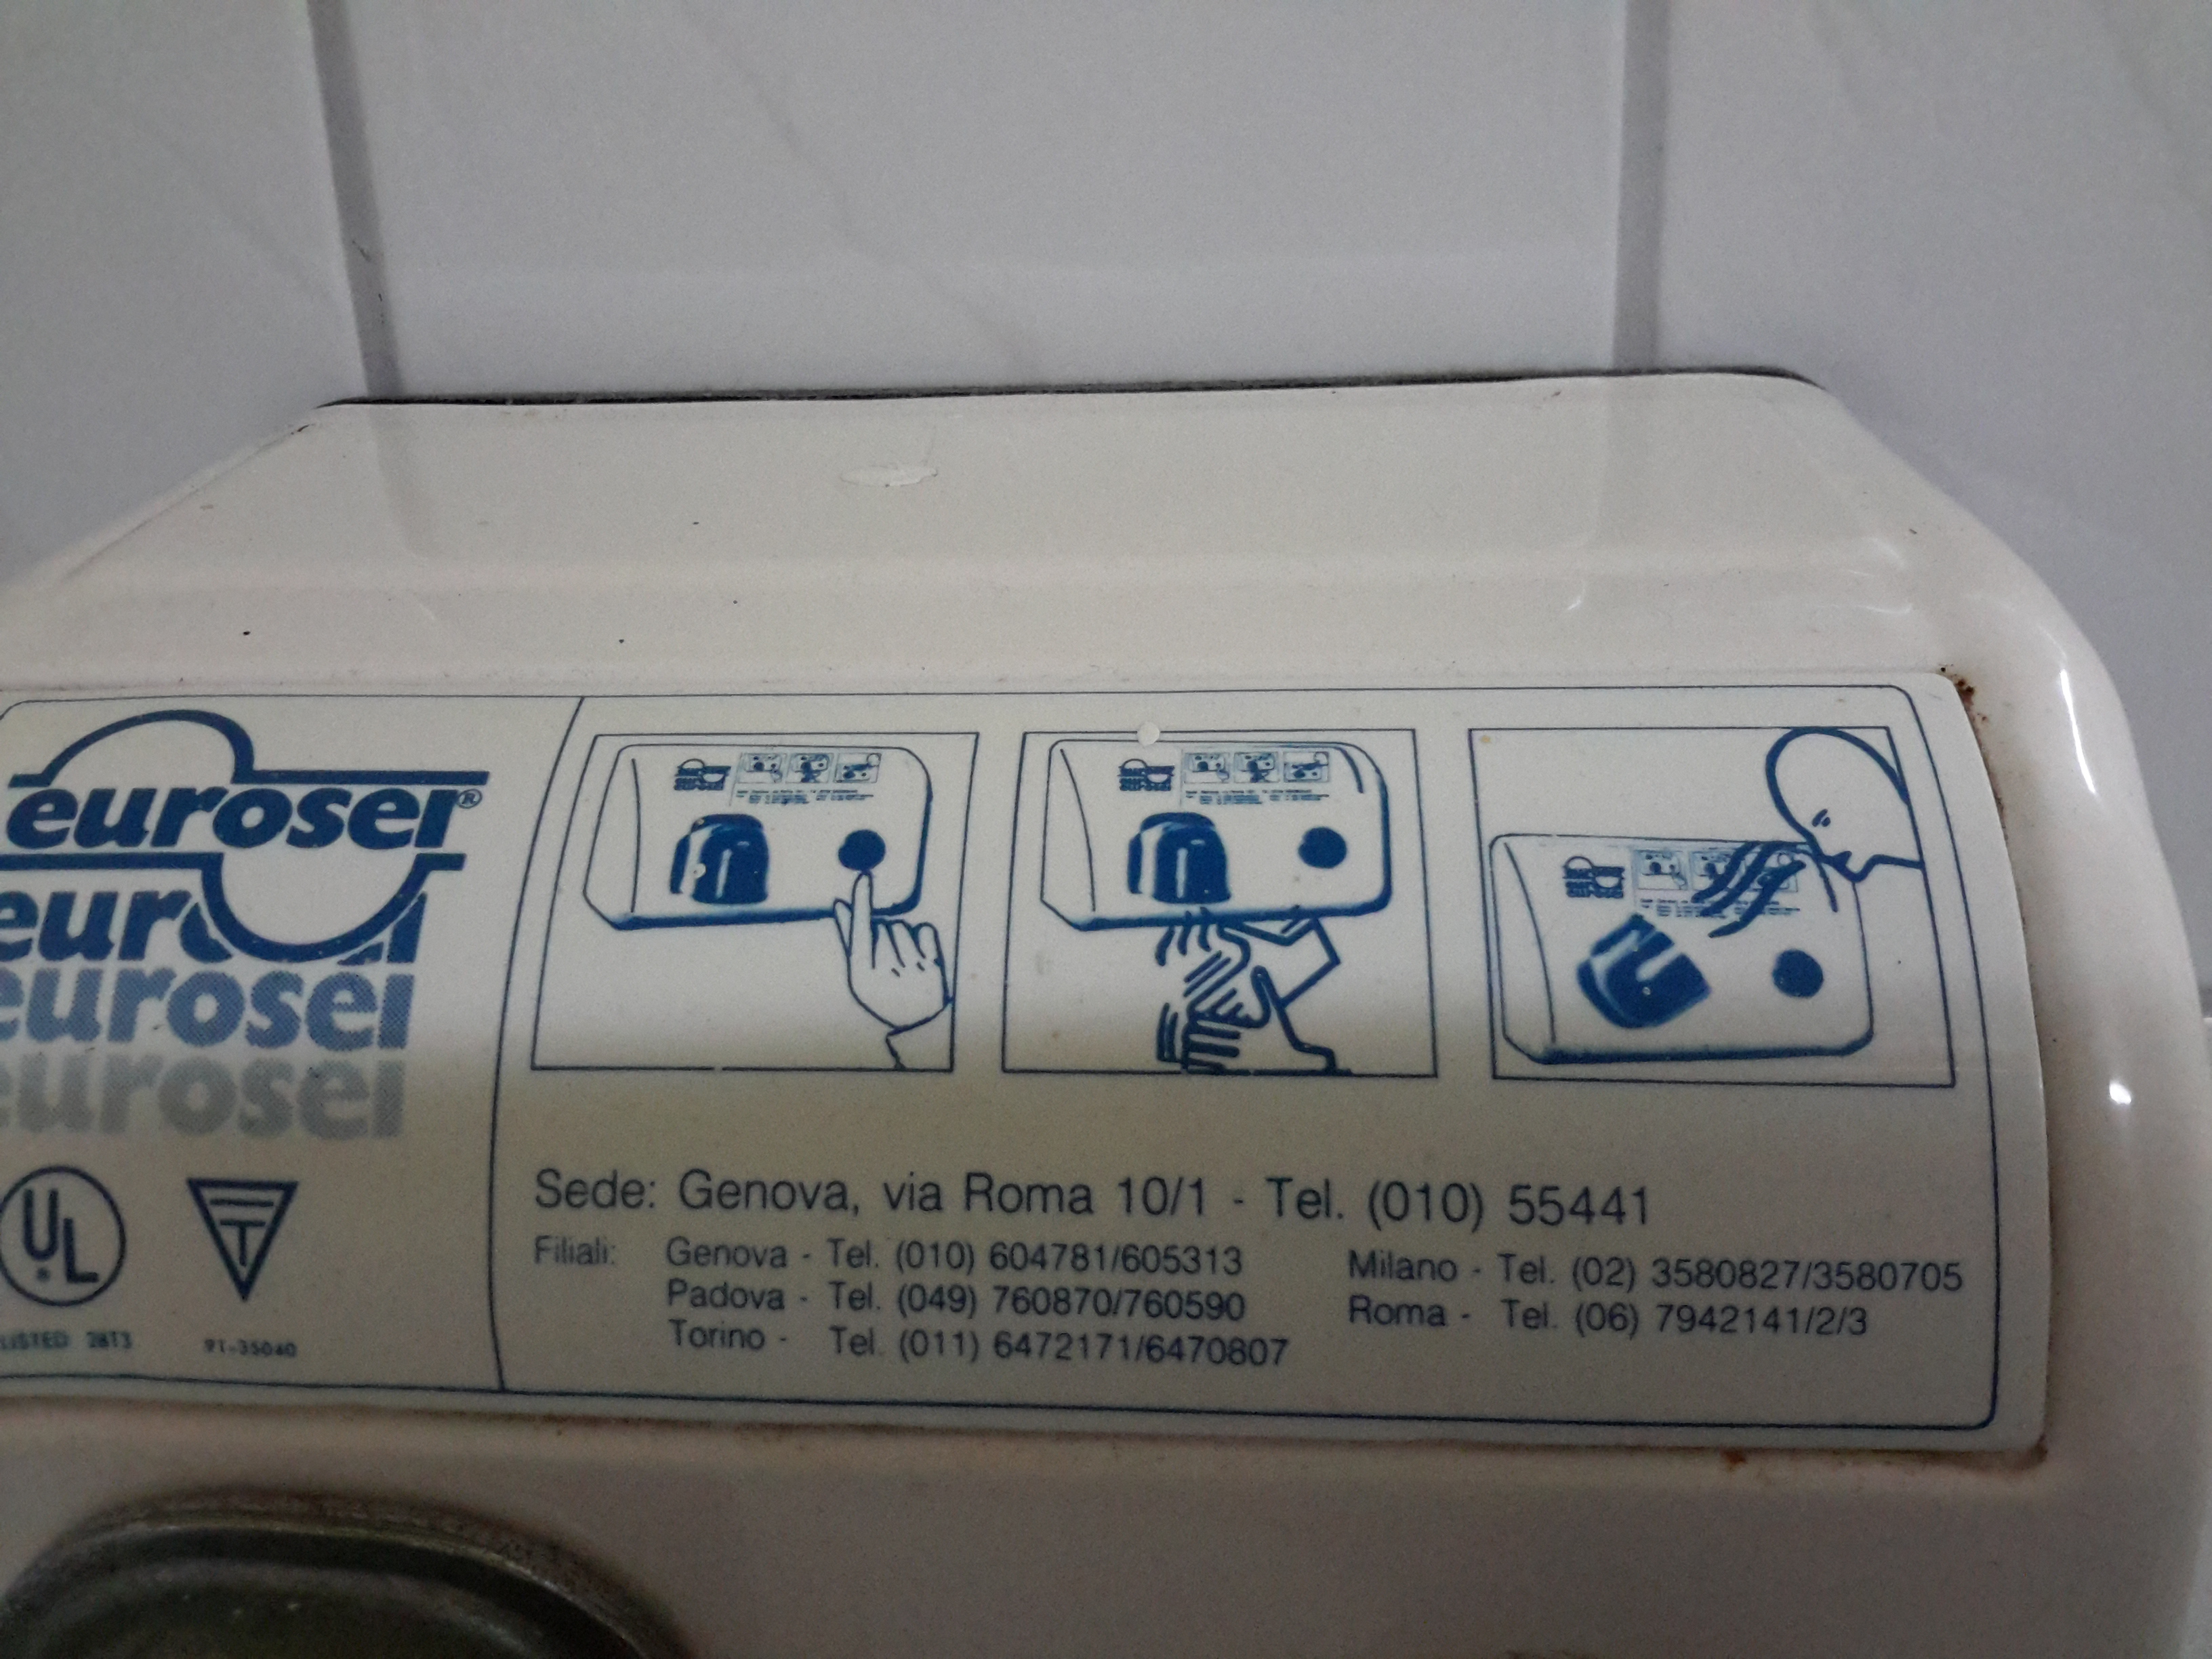 eurosei®
eurosei
eurosei
eurosei
UL
LISTED 28T3
91-35040
Sede: Genova, via Roma 10/1 - Tel. (010) 55441
Filiali: Genova - Tel. (010) 604781/605313
Padova - Tel. (049) 760870/760590
Torino - Tel. (011) 6472171/6470807
Milano - Tel. (02) 3580827/3580705
Roma - Tel. (06) 7942141/2/3